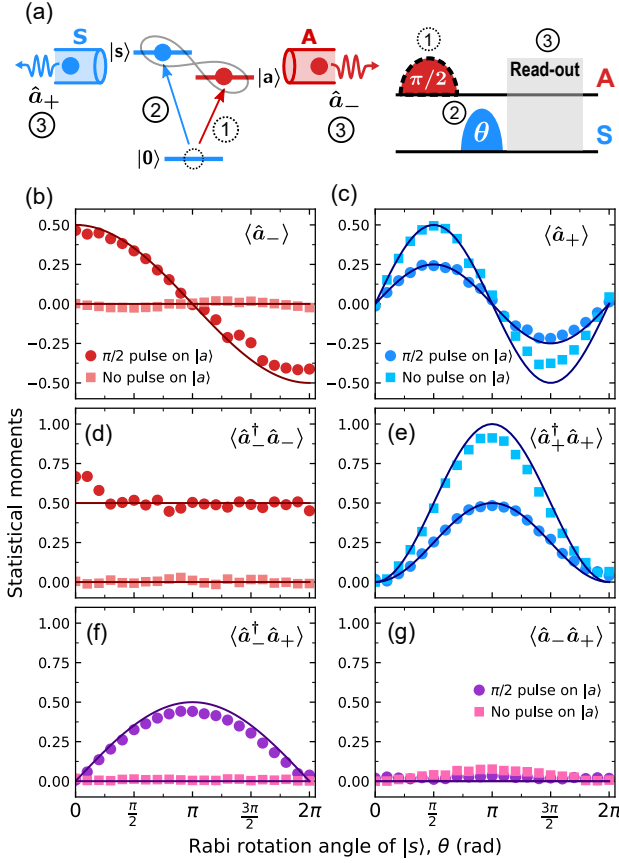 (a)
S
A
|s⟩
|a⟩
|0⟩
â₊
â₋
③
②
①
③
①
②
③
π/2
θ
Read-out
A
S
(b)
⟨â₋⟩
0.50
0.25
0.00
−0.25
−0.50
π/2 pulse on |a⟩
No pulse on |a⟩
(c)
⟨â₊⟩
π/2 pulse on |a⟩
No pulse on |a⟩
Statistical moments
(d)
⟨â₋†â₋⟩
1.00
0.75
0.50
0.25
0.00
(e)
⟨â₊†â₊⟩
(f)
⟨â₋†â₊⟩
1.00
0.75
0.50
0.25
0.00
0
π/2
π
3π/2
2π
(g)
⟨â₋â₊⟩
π/2 pulse on |a⟩
No pulse on |a⟩
0
π/2
π
3π/2
2π
Rabi rotation angle of |s⟩, θ (rad)